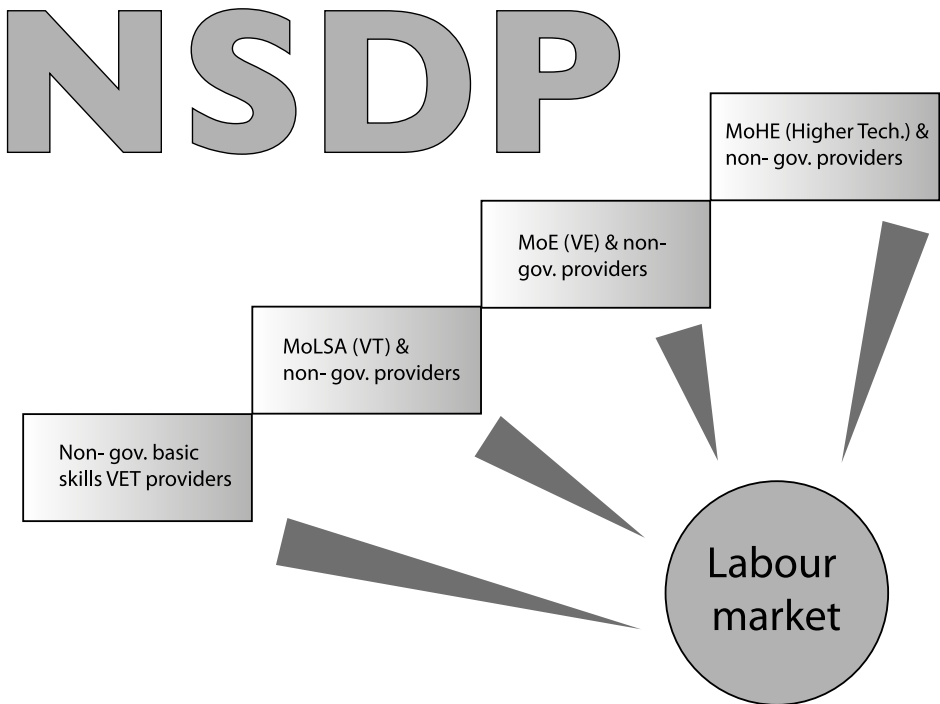 NSDP
MoHE (Higher Tech.) &
non- gov. providers
MoE (VE) & non-
gov. providers
MoLSA (VT) &
non- gov. providers
Non- gov. basic
skills VET providers
Labour
market